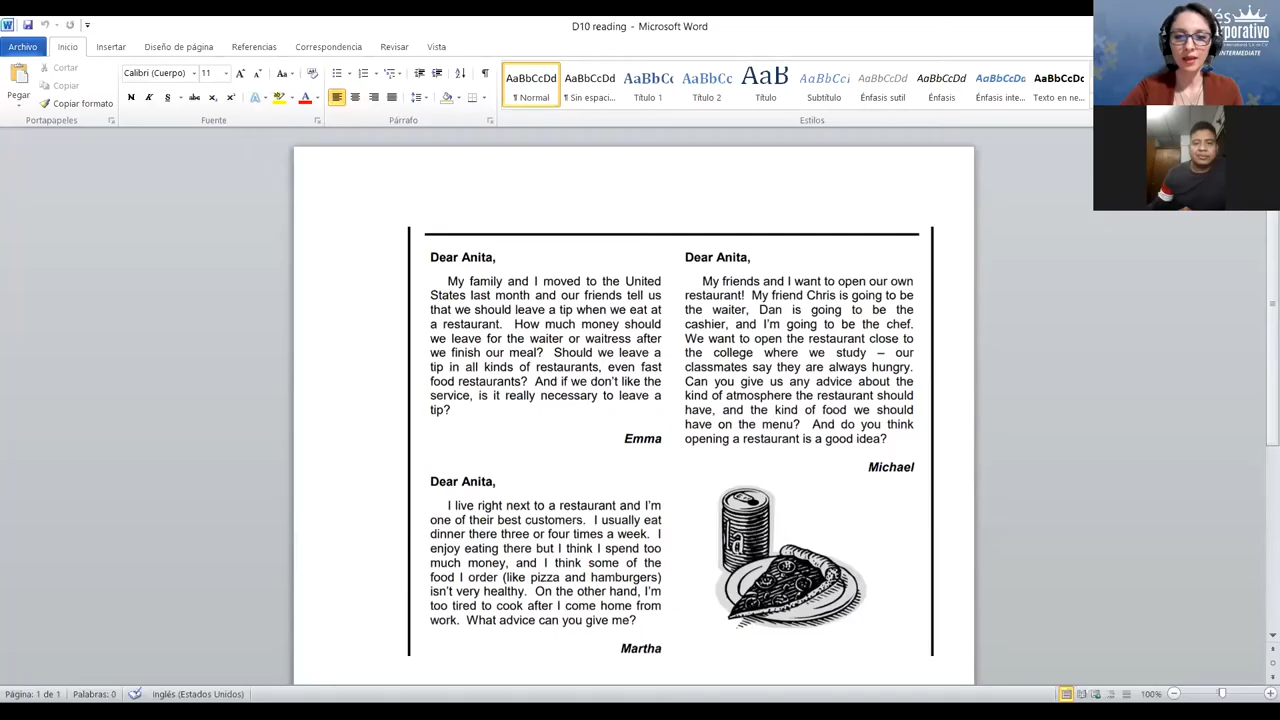 D10 reading - Microsoft Word
Archivo Inicio Insertar Diseño de página Referencias Correspondencia Revisar Vista
Pegar
Cortar
Copiar
Copiar formato
Portapapeles
Calibri (Cuerpo) 11
Fuente
Párrafo
AaBbCcDd AaBbCcDd AaBbC AaBbCc AaB AaBbCcI AaBbCcDd AaBbCcDd AaBbCcDd AaBbCcDc
¶ Normal ¶ Sin espaci... Título 1 Título 2 Título Subtítulo Énfasis sutil Énfasis Énfasis inte... Texto en ne...
Estilos
INTERMEDIATE
Dear Anita,
My family and I moved to the United
States last month and our friends tell us
that we should leave a tip when we eat at
a restaurant. How much money should
we leave for the waiter or waitress after
we finish our meal? Should we leave a
tip in all kinds of restaurants, even fast
food restaurants? And if we don't like the
service, is it really necessary to leave a
tip?
Emma
Dear Anita,
I live right next to a restaurant and I'm
one of their best customers. I usually eat
dinner there three or four times a week. I
enjoy eating there but I think I spend too
much money, and I think some of the
food I order (like pizza and hamburgers)
isn't very healthy. On the other hand, I'm
too tired to cook after I come home from
work. What advice can you give me?
Martha
Dear Anita,
My friends and I want to open our own
restaurant! My friend Chris is going to be
the waiter, Dan is going to be the
cashier, and I'm going to be the chef.
We want to open the restaurant close to
the college where we study – our
classmates say they are always hungry.
Can you give us any advice about the
kind of atmosphere the restaurant should
have, and the kind of food we should
have on the menu? And do you think
opening a restaurant is a good idea?
Michael
Página: 1 de 1 Palabras: 0 Inglés (Estados Unidos) 100%